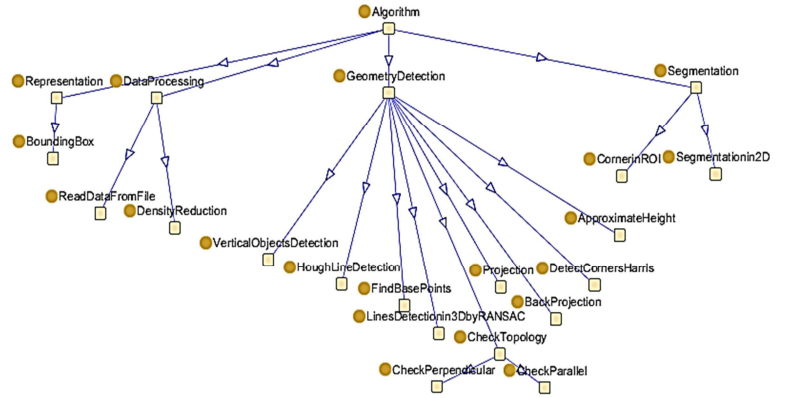 Algorithm
Representation
DataProcessing
GeometryDetection
Segmentation
BoundingBox
CornerinROI
Segmentationin2D
ReadDataFromFile
DensityReduction
ApproximateHeight
VerticalObjectsDetection
HoughLineDetection
Projection
DetectCornersHarris
FindBasePoints
BackProjection
LinesDetectionin3DbyRANSAC
CheckTopology
CheckPerpendicular
CheckParallel